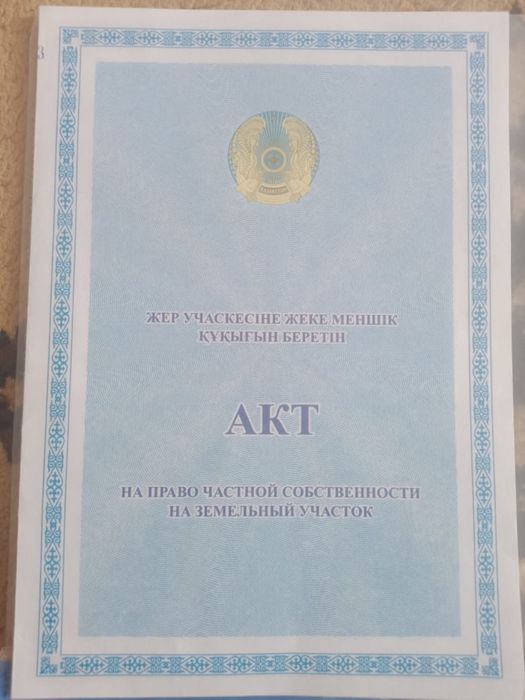 ЖЕР УЧАСКЕСІНЕ ЖЕКЕ МЕНШІК
ҚҰҚЫҒЫН БЕРЕТІН
АКТ
НА ПРАВО ЧАСТНОЙ СОБСТВЕННОСТИ
НА ЗЕМЕЛЬНЫЙ УЧАСТОК